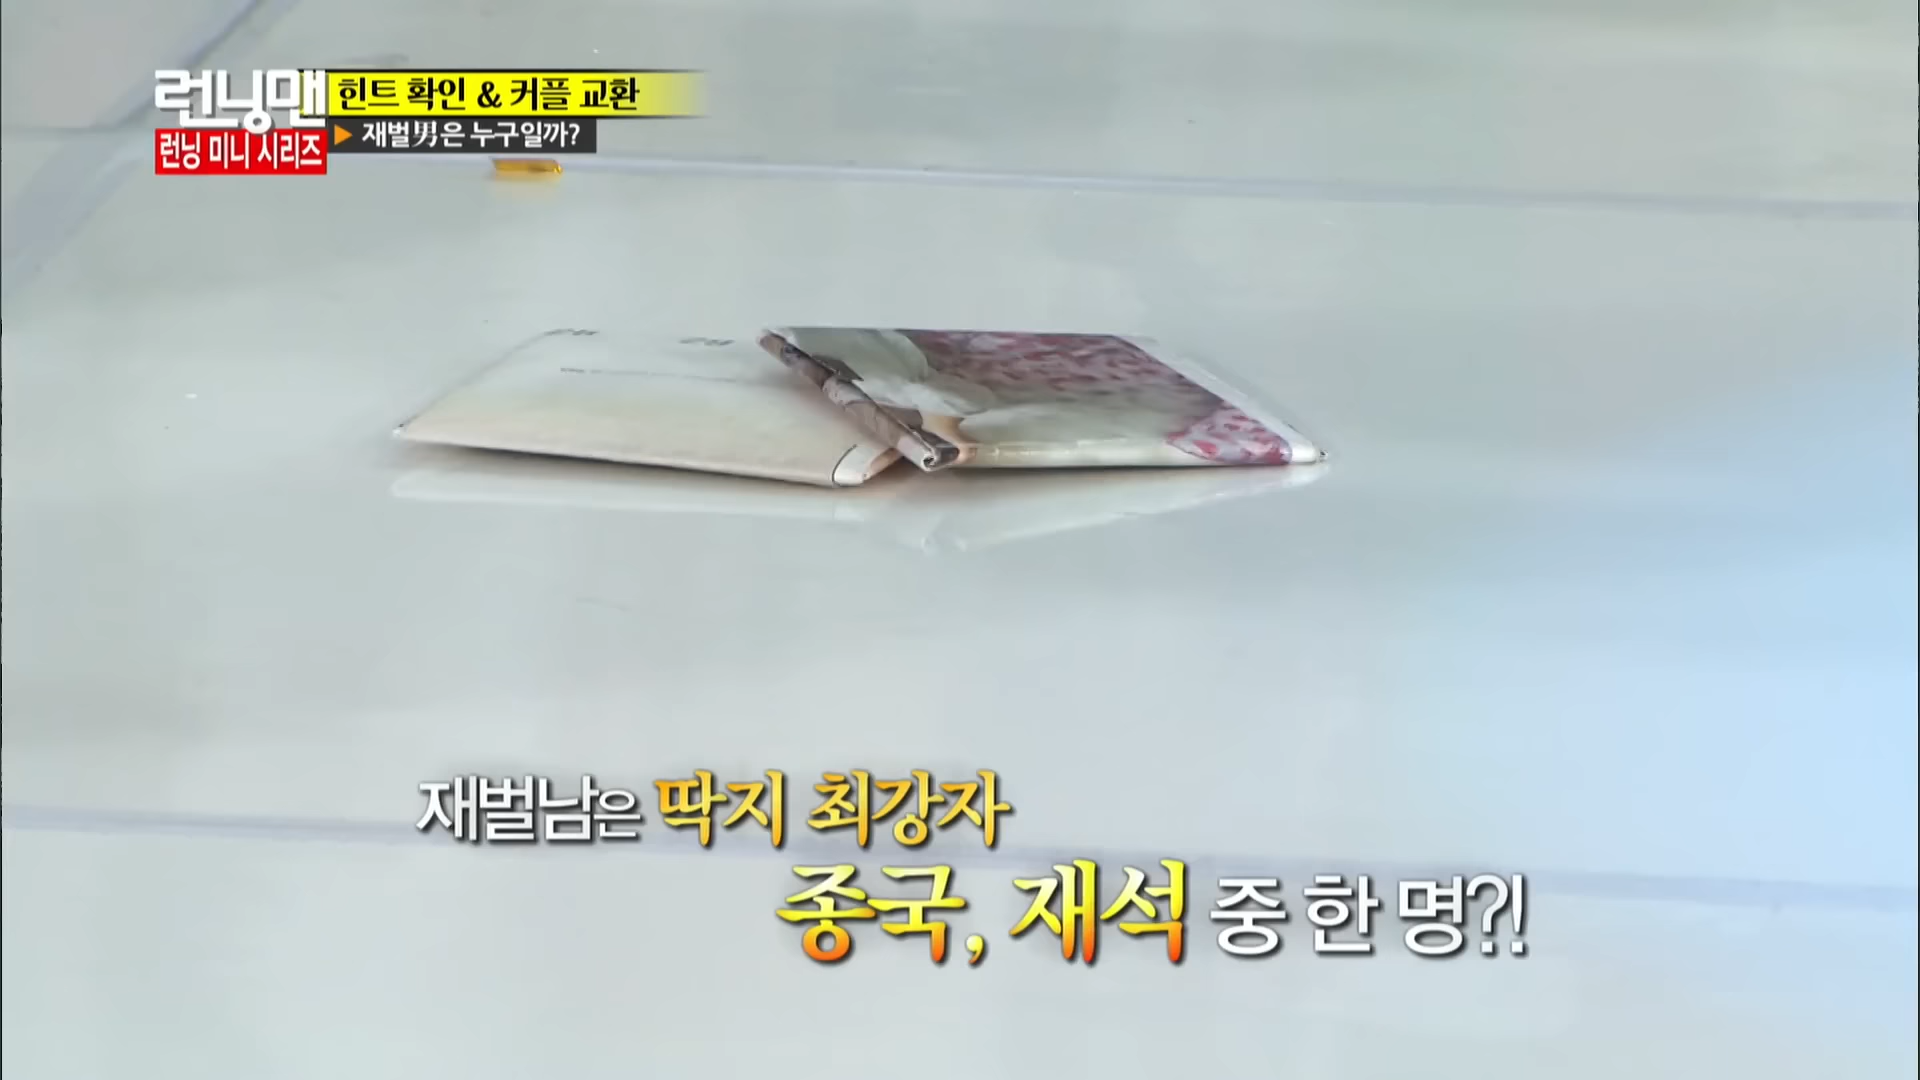 런닝맨 힌트 확인 & 커플 교환
런닝 미니 시리즈 ▶ 재벌男은 누구일까?
재벌남은 딱지 최강자
종국, 재석 중 한 명?!